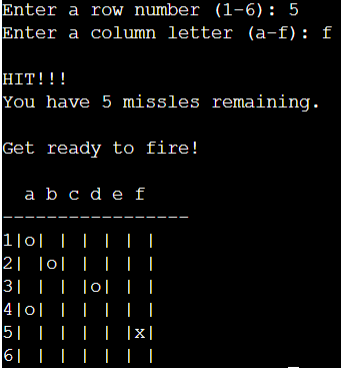 Enter a row number (1-6): 5
Enter a column letter (a-f): f
HIT!!!
You have 5 missles remaining.
Get ready to fire!
  a b c d e f
-----------------
1|o| | | | | |
2| |o| | | | |
3| | | |o| | |
4|o| | | | | |
5| | | | | |x|
6| | | | | | |